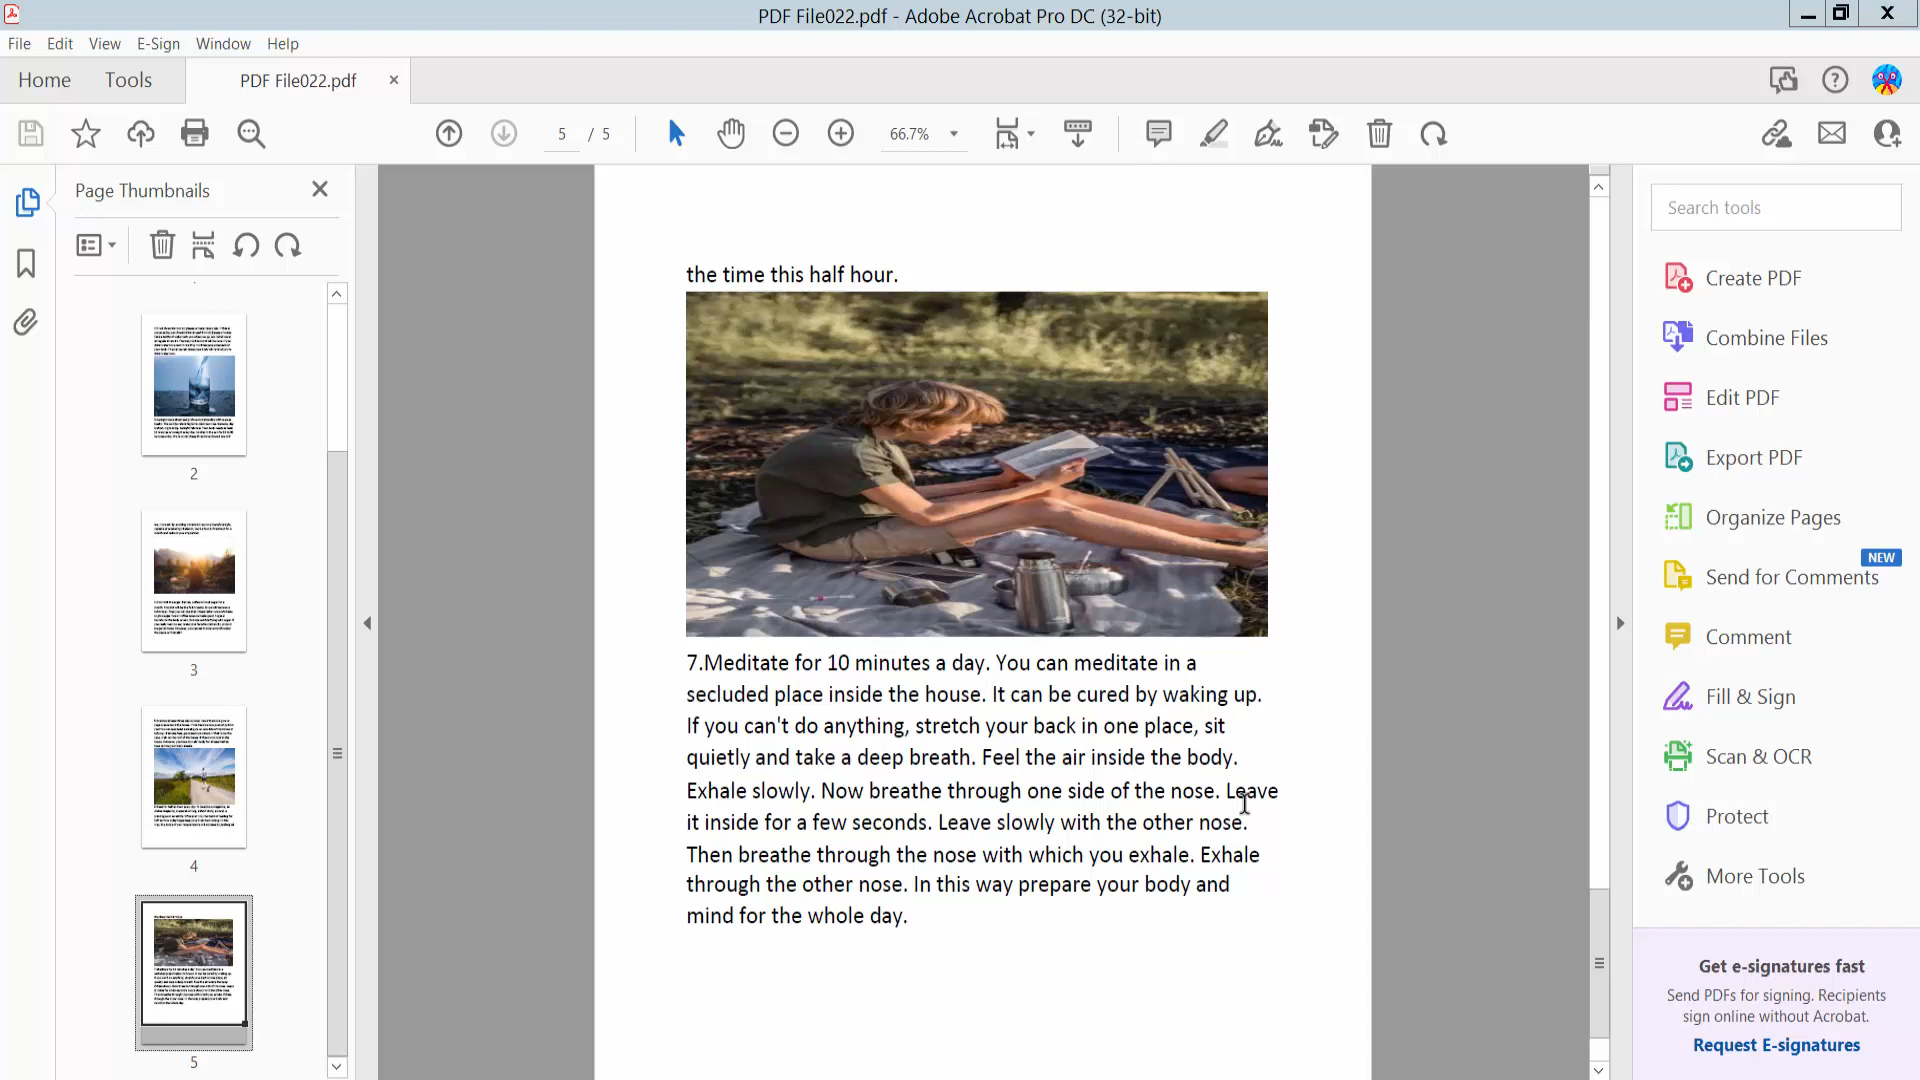 PDF File022.pdf - Adobe Acrobat Pro DC (32-bit)
File Edit View E-Sign Window Help
Home Tools PDF File022.pdf
5 / 5 66.7%
Page Thumbnails
2
3
4
5
the time this half hour.
7.Meditate for 10 minutes a day. You can meditate in a
secluded place inside the house. It can be cured by waking up.
If you can't do anything, stretch your back in one place, sit
quietly and take a deep breath. Feel the air inside the body.
Exhale slowly. Now breathe through one side of the nose. Leave
it inside for a few seconds. Leave slowly with the other nose.
Then breathe through the nose with which you exhale. Exhale
through the other nose. In this way prepare your body and
mind for the whole day.
Search tools
Create PDF
Combine Files
Edit PDF
Export PDF
Organize Pages
NEW
Send for Comments
Comment
Fill & Sign
Scan & OCR
Protect
More Tools
Get e-signatures fast
Send PDFs for signing. Recipients
sign online without Acrobat.
Request E-signatures